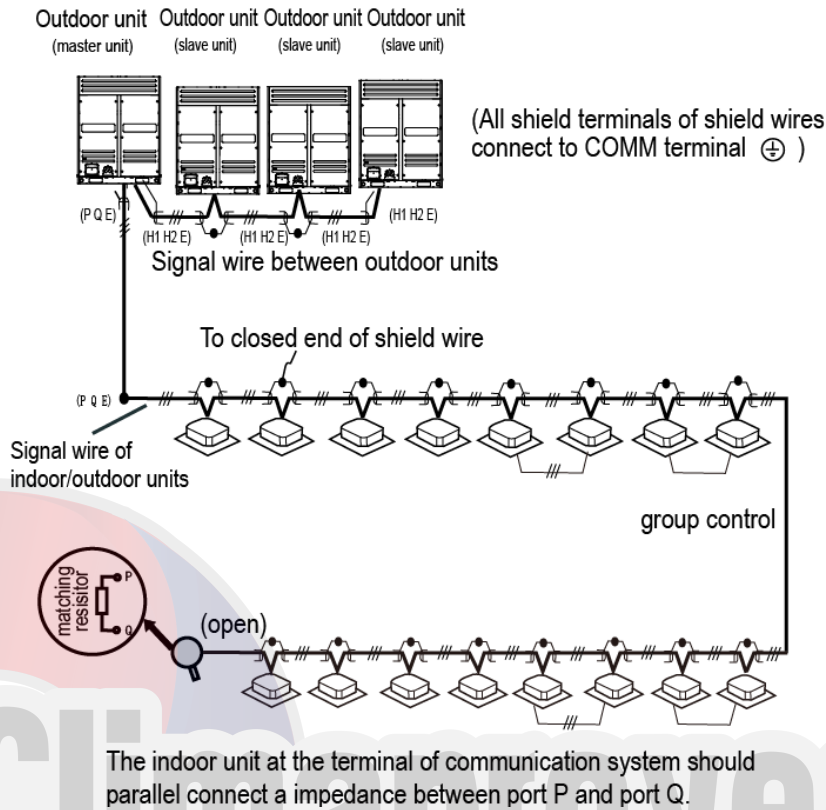 Outdoor unit Outdoor unit Outdoor unit Outdoor unit
(master unit) (slave unit) (slave unit) (slave unit)
(All shield terminals of shield wires
connect to COMM terminal ⏚ )
(P Q E) (H1 H2 E) (H1 H2 E) (H1 H2 E) (H1 H2 E)
Signal wire between outdoor units
To closed end of shield wire
(P Q E)
Signal wire of
indoor/outdoor units
group control
matching
resisitor
P
Q
(open)
The indoor unit at the terminal of communication system should
parallel connect a impedance between port P and port Q.